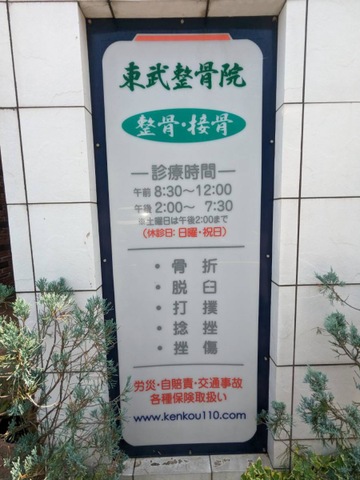 東武整骨院
整骨・接骨
—診療時間—
午前 8:30〜12:00
午後 2:00〜 7:30
※土曜日は午後2:00まで
(休診日:日曜・祝日)
・骨折
・脱臼
・打撲
・捻挫
・挫傷
労災・自賠責・交通事故
各種保険取扱い
www.kenkou110.com